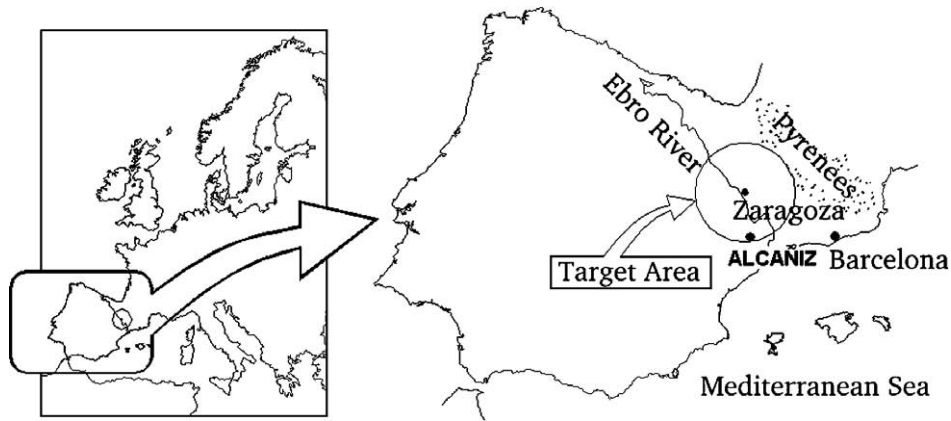 Ebro River
Pyrenees
Zaragoza
ALCAÑIZ
Barcelona
Target Area
Mediterranean Sea